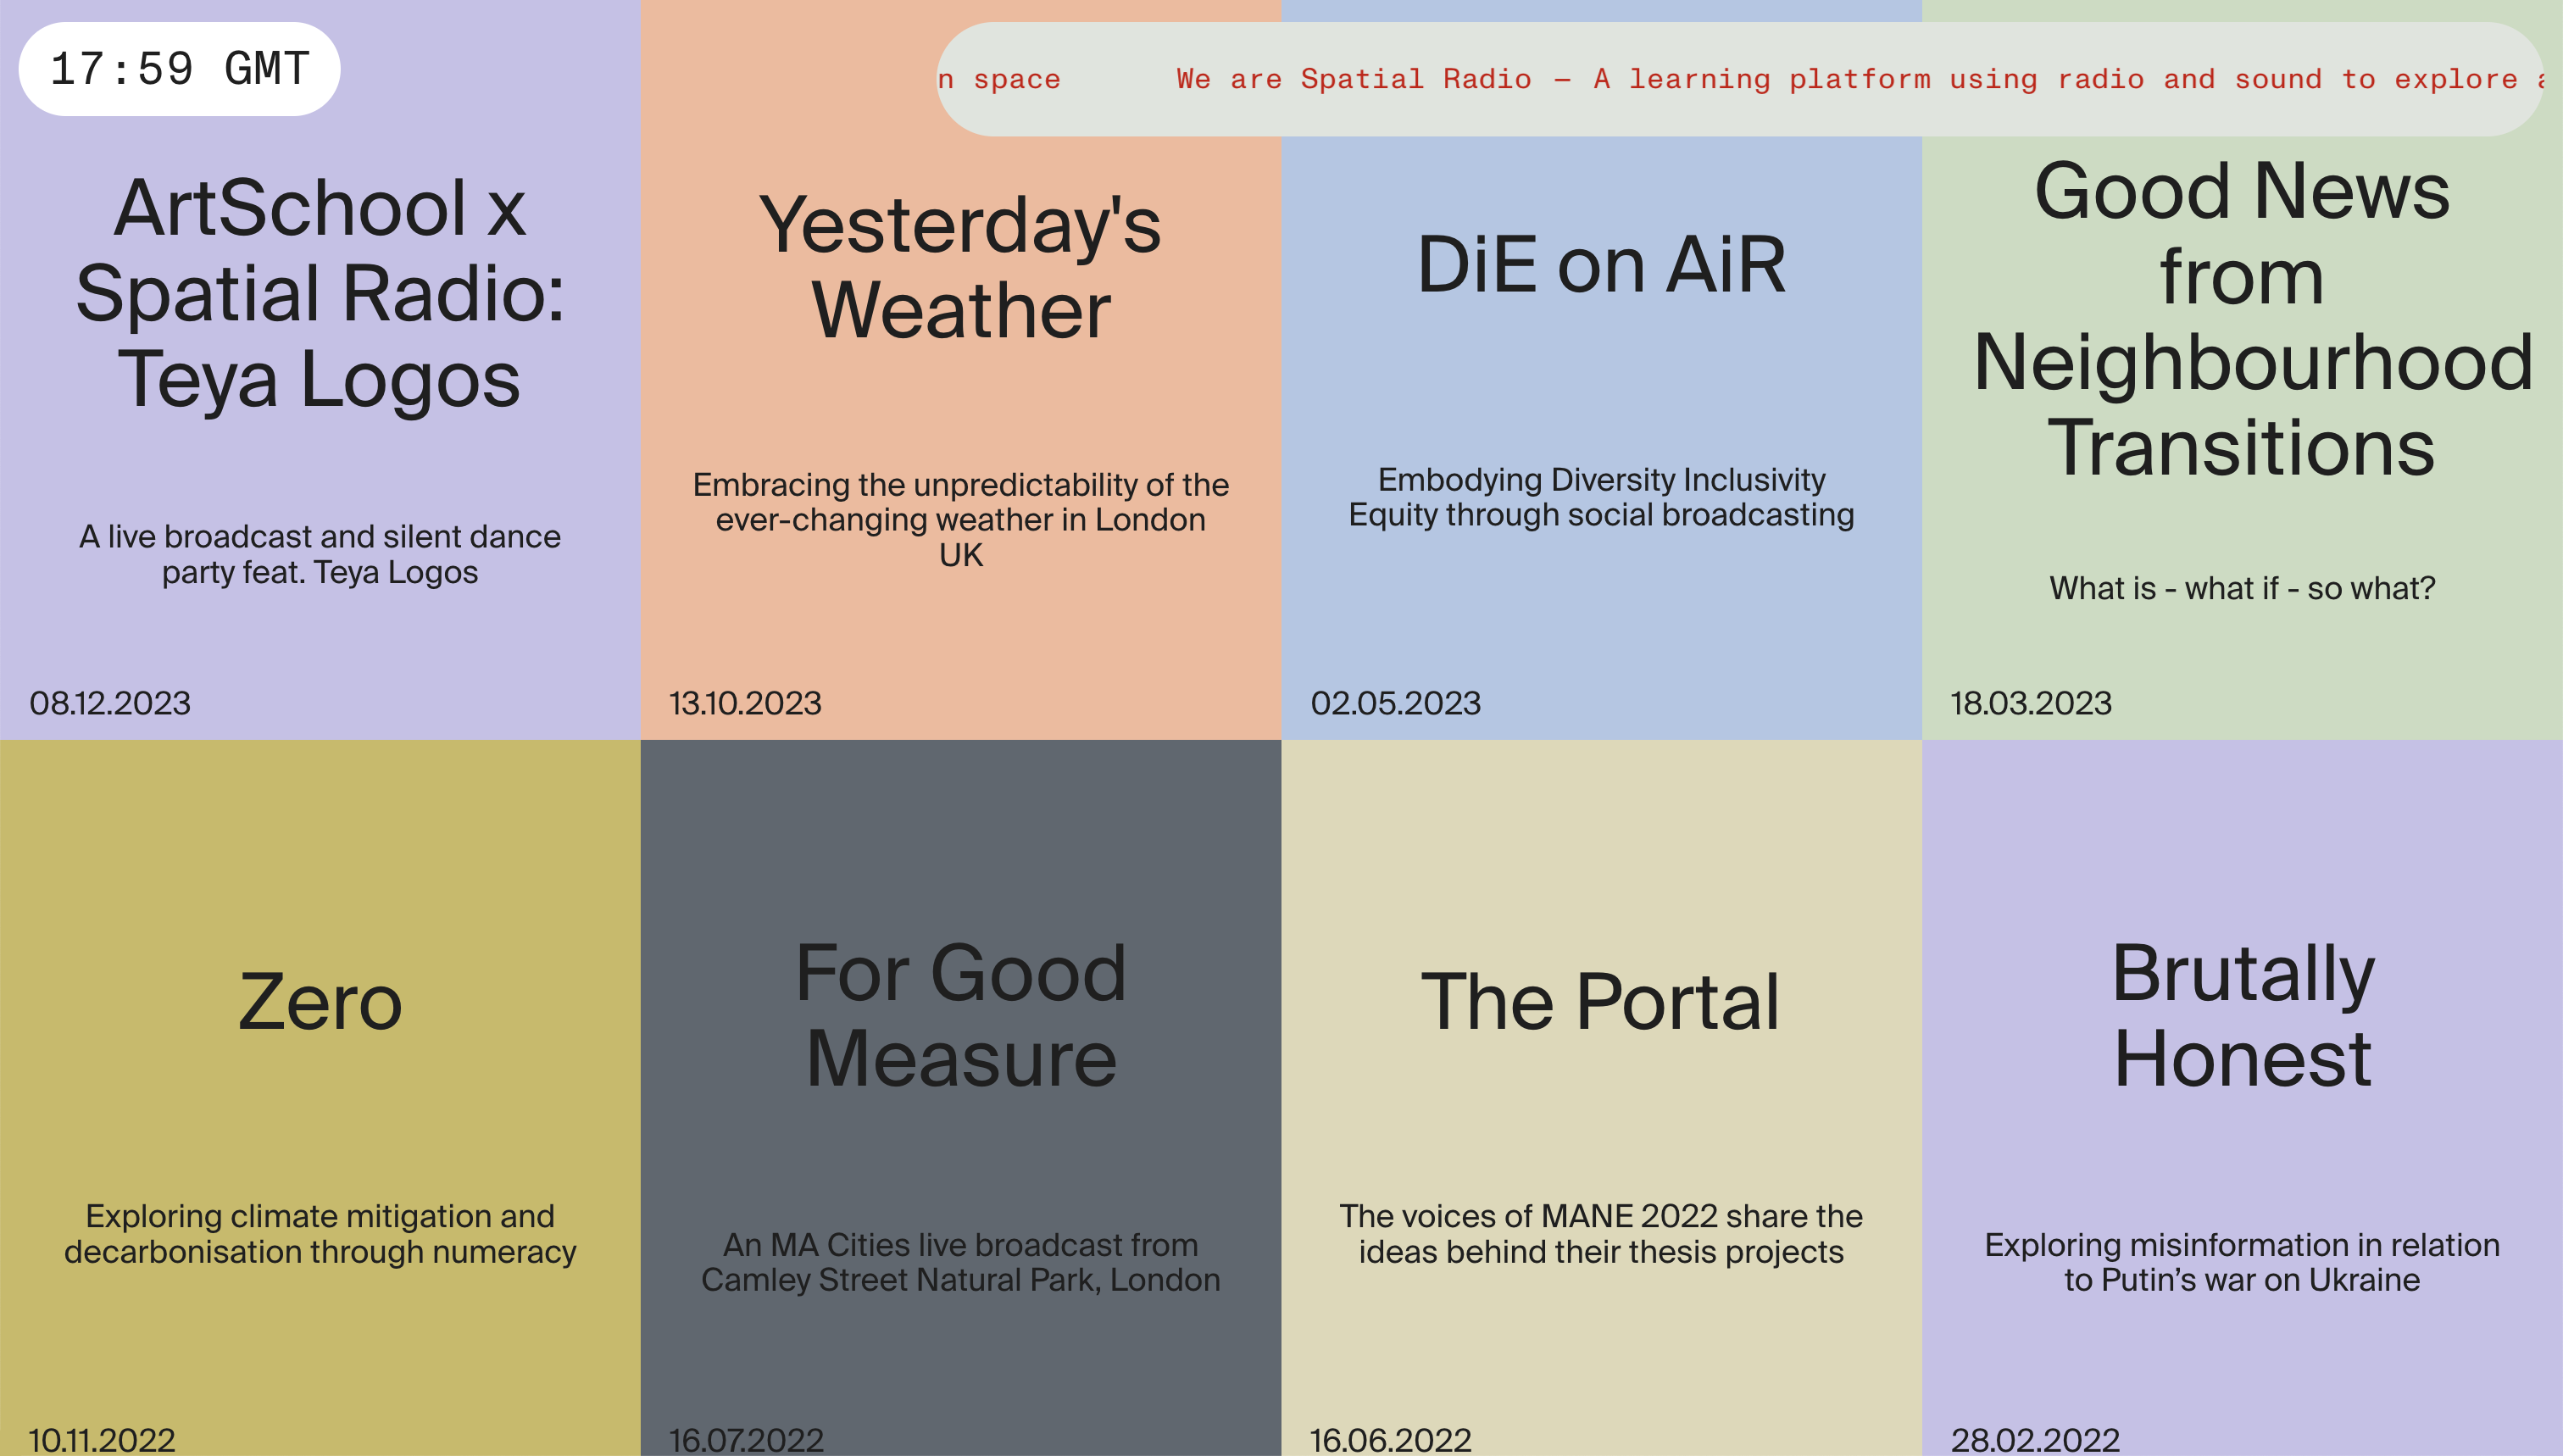 17:59 GMT
n space We are Spatial Radio — A learning platform using radio and sound to explore
ArtSchool x
Spatial Radio:
Teya Logos
A live broadcast and silent dance
party feat. Teya Logos
08.12.2023
Yesterday's
Weather
Embracing the unpredictability of the
ever-changing weather in London
UK
13.10.2023
DiE on AiR
Embodying Diversity Inclusivity
Equity through social broadcasting
02.05.2023
Good News
from
Neighbourhood
Transitions
What is - what if - so what?
18.03.2023
Zero
Exploring climate mitigation and
decarbonisation through numeracy
10.11.2022
For Good
Measure
An MA Cities live broadcast from
Camley Street Natural Park, London
16.07.2022
The Portal
The voices of MANE 2022 share the
ideas behind their thesis projects
16.06.2022
Brutally
Honest
Exploring misinformation in relation
to Putin’s war on Ukraine
28.02.2022